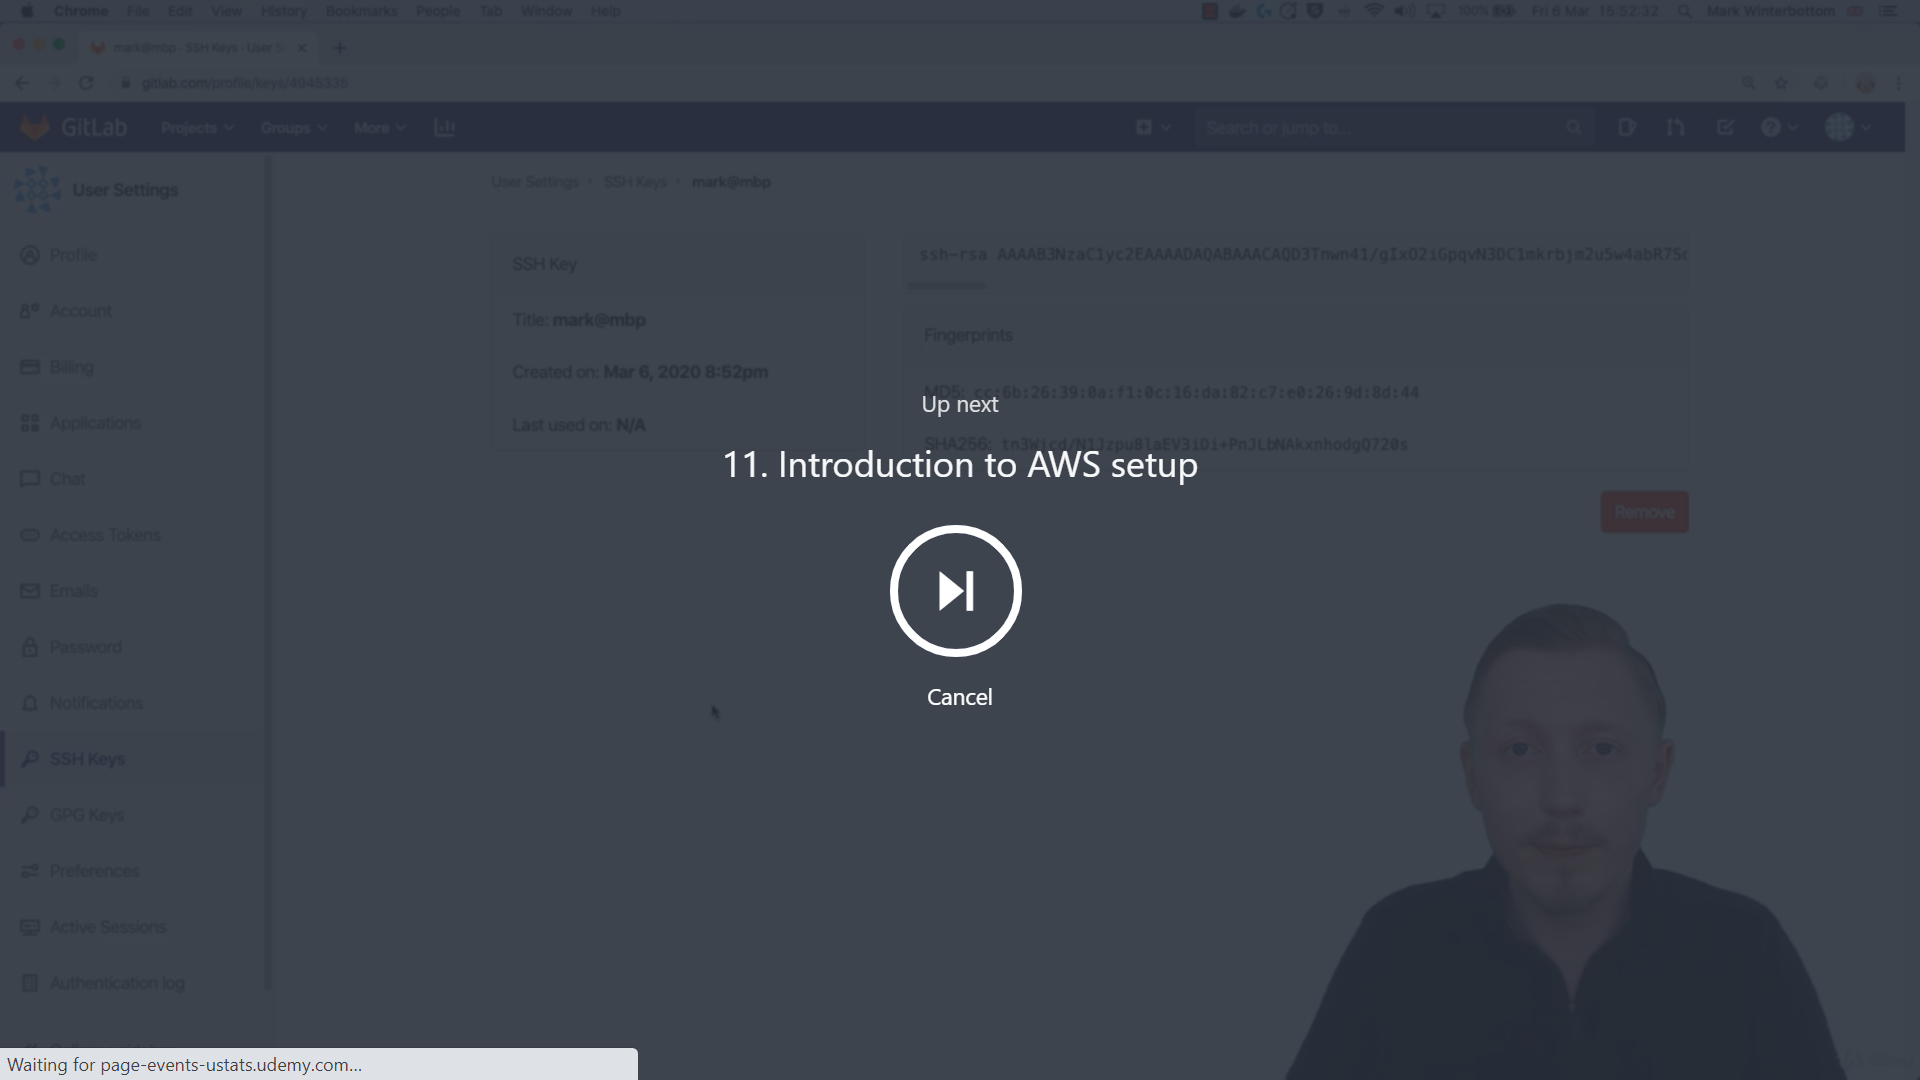 Chrome File Edit View History Bookmarks People Tab Window Help
100% Fri 6 Mar 15:52:32 Mark Winterbottom
mark@mbp · SSH Keys · User S
gitlab.com/profile/keys/4945335
GitLab Projects Groups More Search or jump to...
User Settings
Profile
Account
Billing
Applications
Chat
Access Tokens
Emails
Password
Notifications
SSH Keys
GPG Keys
Preferences
Active Sessions
Authentication log
User Settings SSH Keys mark@mbp
SSH Key
Title: mark@mbp
Created on: Mar 6, 2020 8:52pm
Last used on: N/A
ssh-rsa AAAAB3NzaC1yc2EAAAADAQABAAACAQD3Tnwn41/gIxO2iGpqvN3DC1mkrbjm2u5w4abR7S
Fingerprints
MD5: cc:6b:26:39:0a:f1:0c:16:da:82:c7:e0:26:9d:8d:44
SHA256: tn3Wicd/N1Jzpu8laEV3iDi+PnJLbNAkxnhodgQ720s
Remove
Up next
11. Introduction to AWS setup
Cancel
Waiting for page-events-ustats.udemy.com...